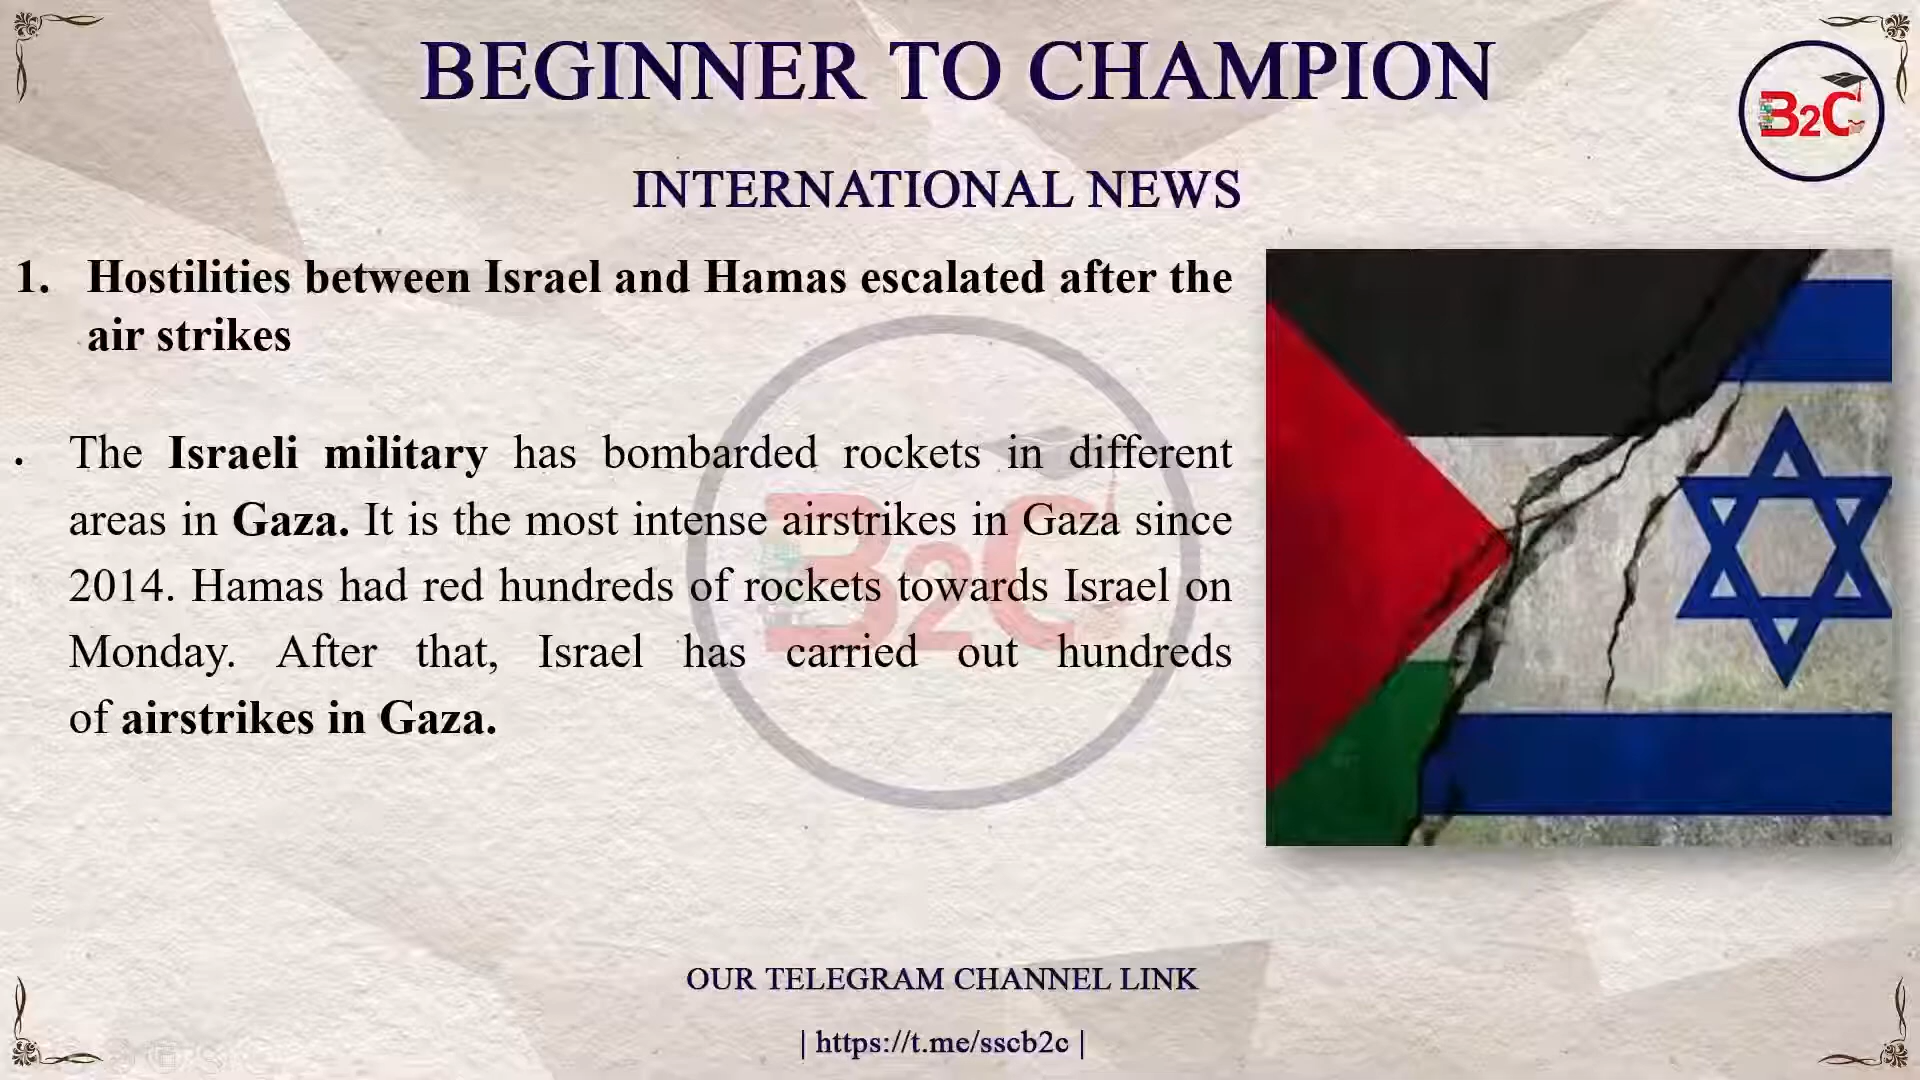 BEGINNER TO CHAMPION
B2C
INTERNATIONAL NEWS
1. Hostilities between Israel and Hamas escalated after the
air strikes
. The Israeli military has bombarded rockets in different
areas in Gaza. It is the most intense airstrikes in Gaza since
2014. Hamas had red hundreds of rockets towards Israel on
Monday. After that, Israel has carried out hundreds
of airstrikes in Gaza.
B2C
OUR TELEGRAM CHANNEL LINK
| https://t.me/sscb2c |